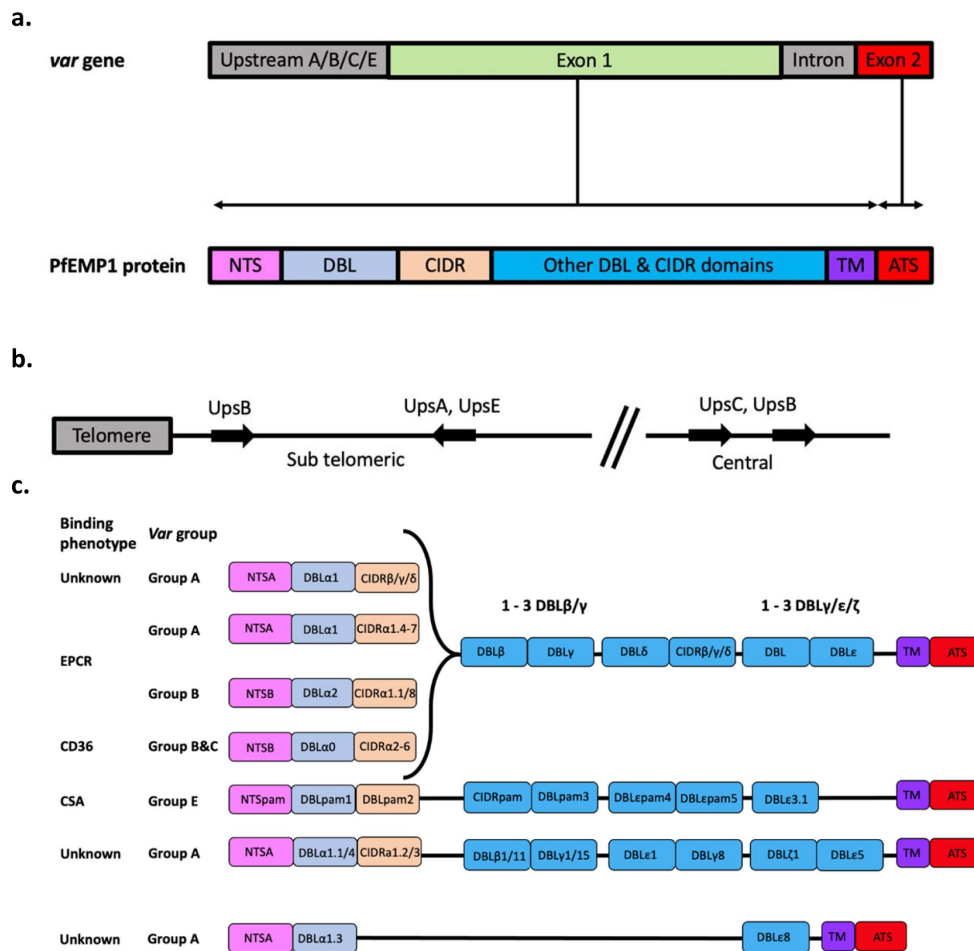 a.
var gene
Upstream A/B/C/E Exon 1 Intron Exon 2
PfEMP1 protein
NTS DBL CIDR Other DBL & CIDR domains TM ATS
b.
UpsB UpsA, UpsE UpsC, UpsB
Telomere
Sub telomeric Central
c.
Binding phenotype Var group
Unknown Group A NTSA DBLα1 CIDRβ/γ/δ
1 - 3 DBLβ/γ 1 - 3 DBLγ/ε/ζ
Group A NTSA DBLα1 CIDRα1.4-7
EPCR
DBLβ DBLγ DBLδ CIDRβ/γ/δ DBL DBLε TM ATS
Group B NTSB DBLα2 CIDRα1.1/8
CD36 Group B&C NTSB DBLα0 CIDRα2-6
CSA Group E NTSpam DBLpam1 DBLpam2 CIDRpam DBLpam3 DBLεpam4 DBLεpam5 DBLε3.1 TM ATS
Unknown Group A NTSA DBLα1.1/4 CIDRa1.2/3 DBLβ1/11 DBLγ1/15 DBLε1 DBLγ8 DBLζ1 DBLε5 TM ATS
Unknown Group A NTSA DBLα1.3 DBLε8 TM ATS